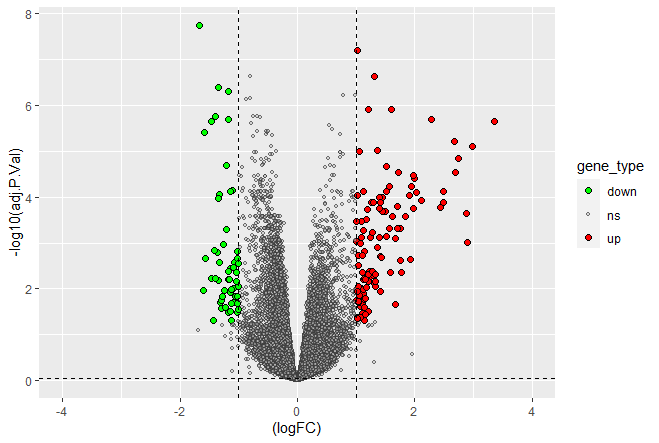 8
6
4
2
0
-log10(adj.P.Val)
-4
-2
0
2
4
(logFC)
gene_type
down
ns
up